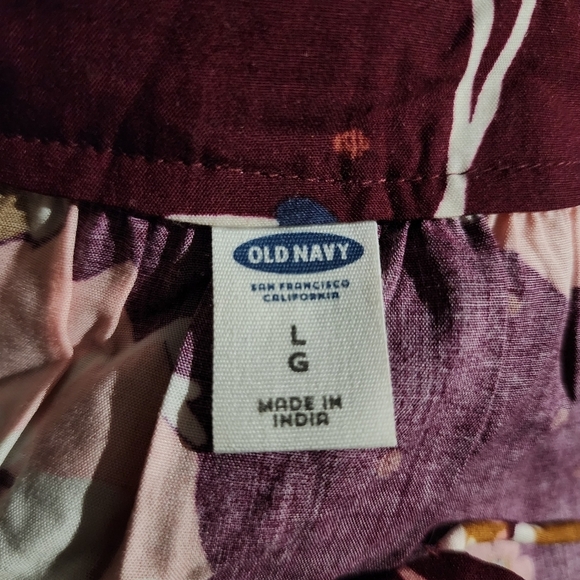 OLD NAVY
SAN FRANCISCO
CALIFORNIA
L
G
MADE IN
INDIA